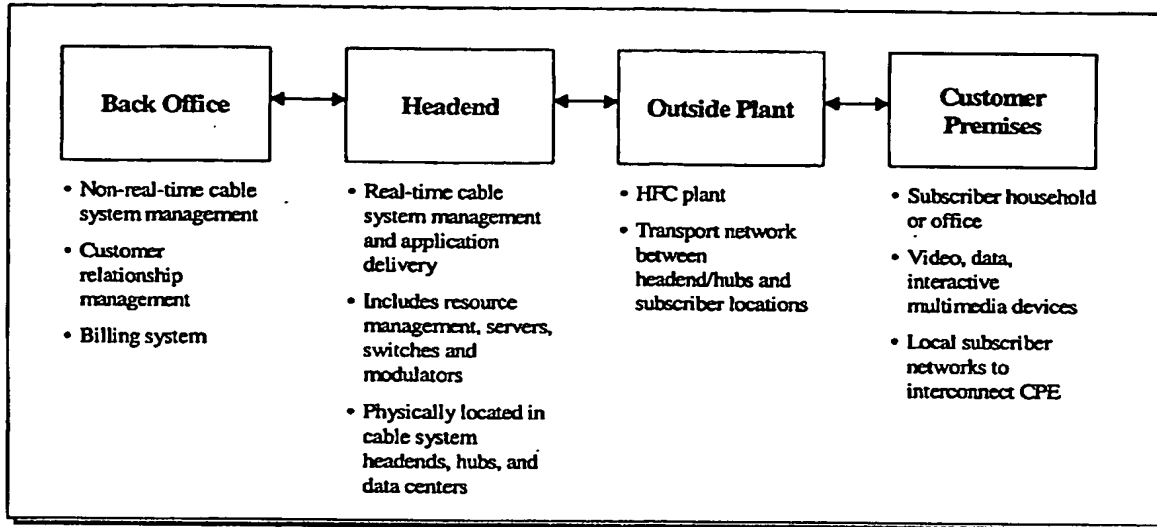 Back Office
Headend
Outside Plant
Customer
Premises
• Non-real-time cable
system management
• Customer
relationship
management
• Billing system
• Real-time cable
system management
and application
delivery
• Includes resource
management, servers,
switches and
modulators
• Physically located in
cable system
headends, hubs, and
data centers
• HFC plant
• Transport network
between
headend/hubs and
subscriber locations
• Subscriber household
or office
• Video, data,
interactive
multimedia devices
• Local subscriber
networks to
interconnect CPE